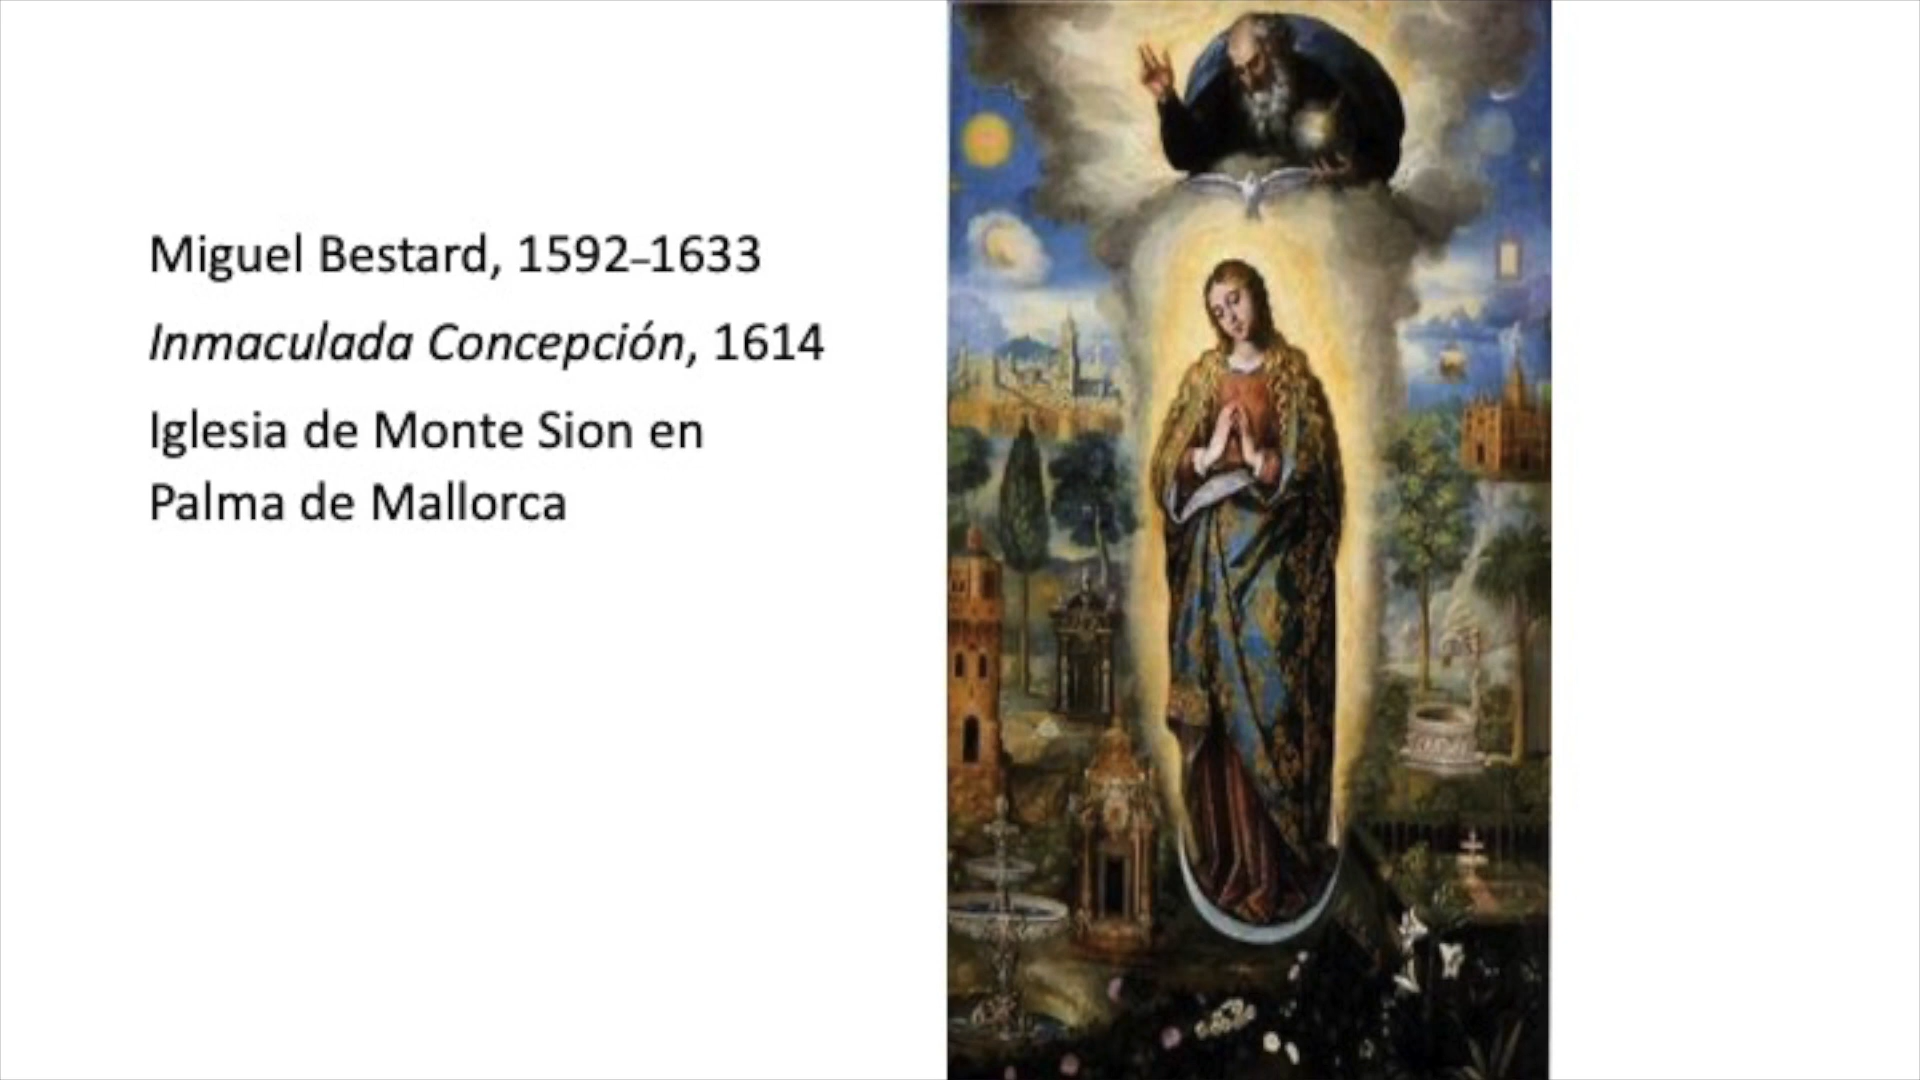 Miguel Bestard, 1592–1633
Inmaculada Concepción, 1614
Iglesia de Monte Sion en
Palma de Mallorca